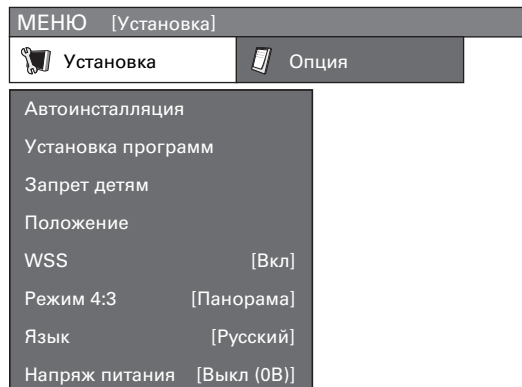 МЕНЮ [Установка]
Установка Опция
Автоинсталляция
Установка программ
Запрет детям
Положение
WSS [Вкл]
Режим 4:3 [Панорама]
Язык [Русский]
Напряж питания [Выкл (0В)]